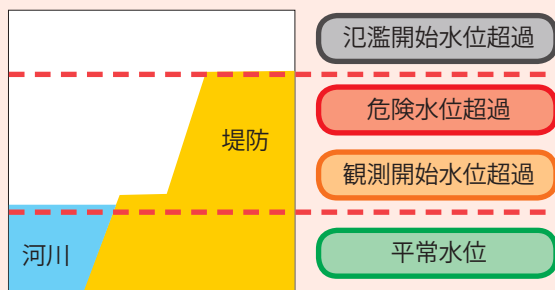 氾濫開始水位超過
危険水位超過
堤防
観測開始水位超過
河川
平常水位